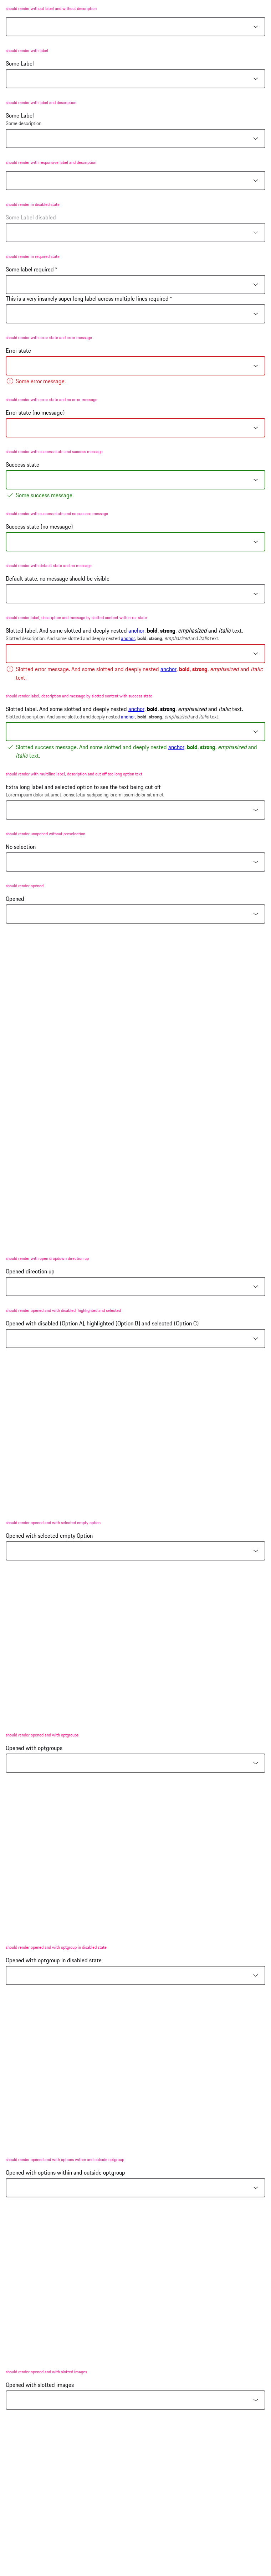 should render without label and without description
should render with label
Some Label
should render with label and description
Some Label
Some description
should render with responsive label and description
should render in disabled state
Some Label disabled
should render in required state
Some label required *
This is a very insanely super long label across multiple lines required *
should render with error state and error message
Error state
Some error message.
should render with error state and no error message
Error state (no message)
should render with success state and success message
Success state
Some success message.
should render with success state and no success message
Success state (no message)
should render with default state and no message
Default state, no message should be visible
should render label, description and message by slotted content with error state
Slotted label. And some slotted and deeply nested anchor, bold, strong, emphasized and italic text.
Slotted description. And some slotted and deeply nested anchor, bold, strong, emphasized and italic text.
Slotted error message. And some slotted and deeply nested anchor, bold, strong, emphasized and italic
text.
should render label, description and message by slotted content with success state
Slotted label. And some slotted and deeply nested anchor, bold, strong, emphasized and italic text.
Slotted description. And some slotted and deeply nested anchor, bold, strong, emphasized and italic text.
Slotted success message. And some slotted and deeply nested anchor, bold, strong, emphasized and
italic text.
should render with multiline label, description and cut off too long option text
Extra long label and selected option to see the text being cut off
Lorem ipsum dolor sit amet, consetetur sadipscing lorem ipsum dolor sit amet
should render unopened without preselection
No selection
should render opened
Opened
should render with open dropdown direction up
Opened direction up
should render opened and with disabled, highlighted and selected
Opened with disabled (Option A), highlighted (Option B) and selected (Option C)
should render opened and with selected empty option
Opened with selected empty Option
should render opened and with optgroups
Opened with optgroups
should render opened and with optgroup in disabled state
Opened with optgroup in disabled state
should render opened and with options within and outside optgroup
Opened with options within and outside optgroup
should render opened and with slotted images
Opened with slotted images